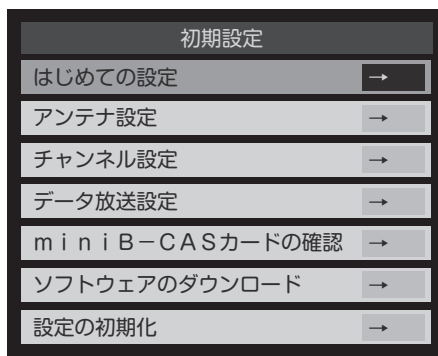 初期設定
はじめての設定 →
アンテナ設定 →
チャンネル設定 →
データ放送設定 →
ｍｉｎｉＢ－ＣＡＳカードの確認 →
ソフトウェアのダウンロード →
設定の初期化 →